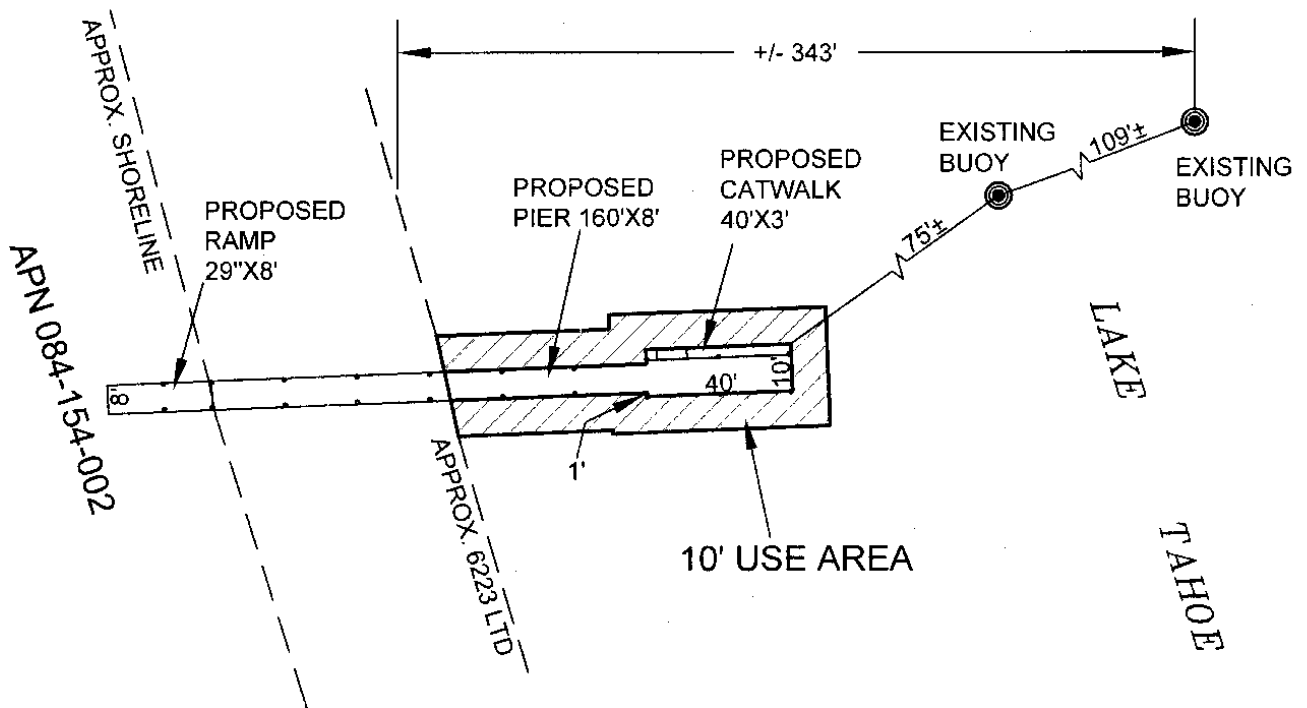 +/- 343'
APPROX. SHORELINE
EXISTING
BUOY
109'±
EXISTING
BUOY
PROPOSED
CATWALK
40'X3'
PROPOSED
PIER 160'X8'
PROPOSED
RAMP
29"X8'
75'±
APN 084-154-002
8'
40'
10'
1'
APPROX. 6223 LTD
10' USE AREA
LAKE
TAHOE